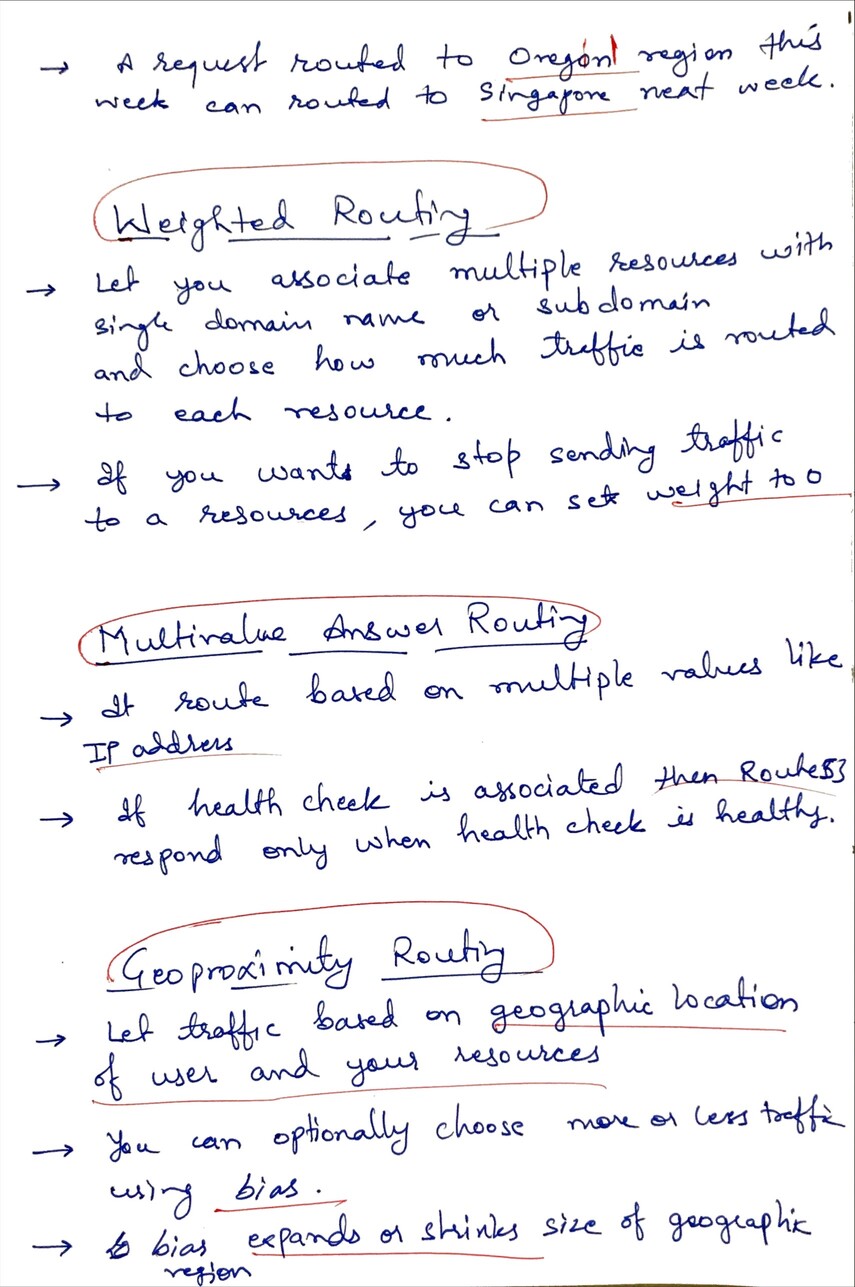 → A request routed to Oregon region this
week can routed to Singapore neat week.
Weighted Routing
→ Let you associate multiple resources with
single domain name or subdomain
and choose how much traffic is routed
to each resource.
→ If you wants to stop sending traffic
to a resources, you can set weight to 0
Multivalue Answer Routing
→ It route based on multiple values like
IP address
→ If health check is associated then Route53
respond only when health check is healthy.
Geoproximity Routing
→ Let traffic based on geographic location
of user and your resources
→ You can optionally choose more or less traffic
using bias.
→ bias expands or shrinks size of geographic
region